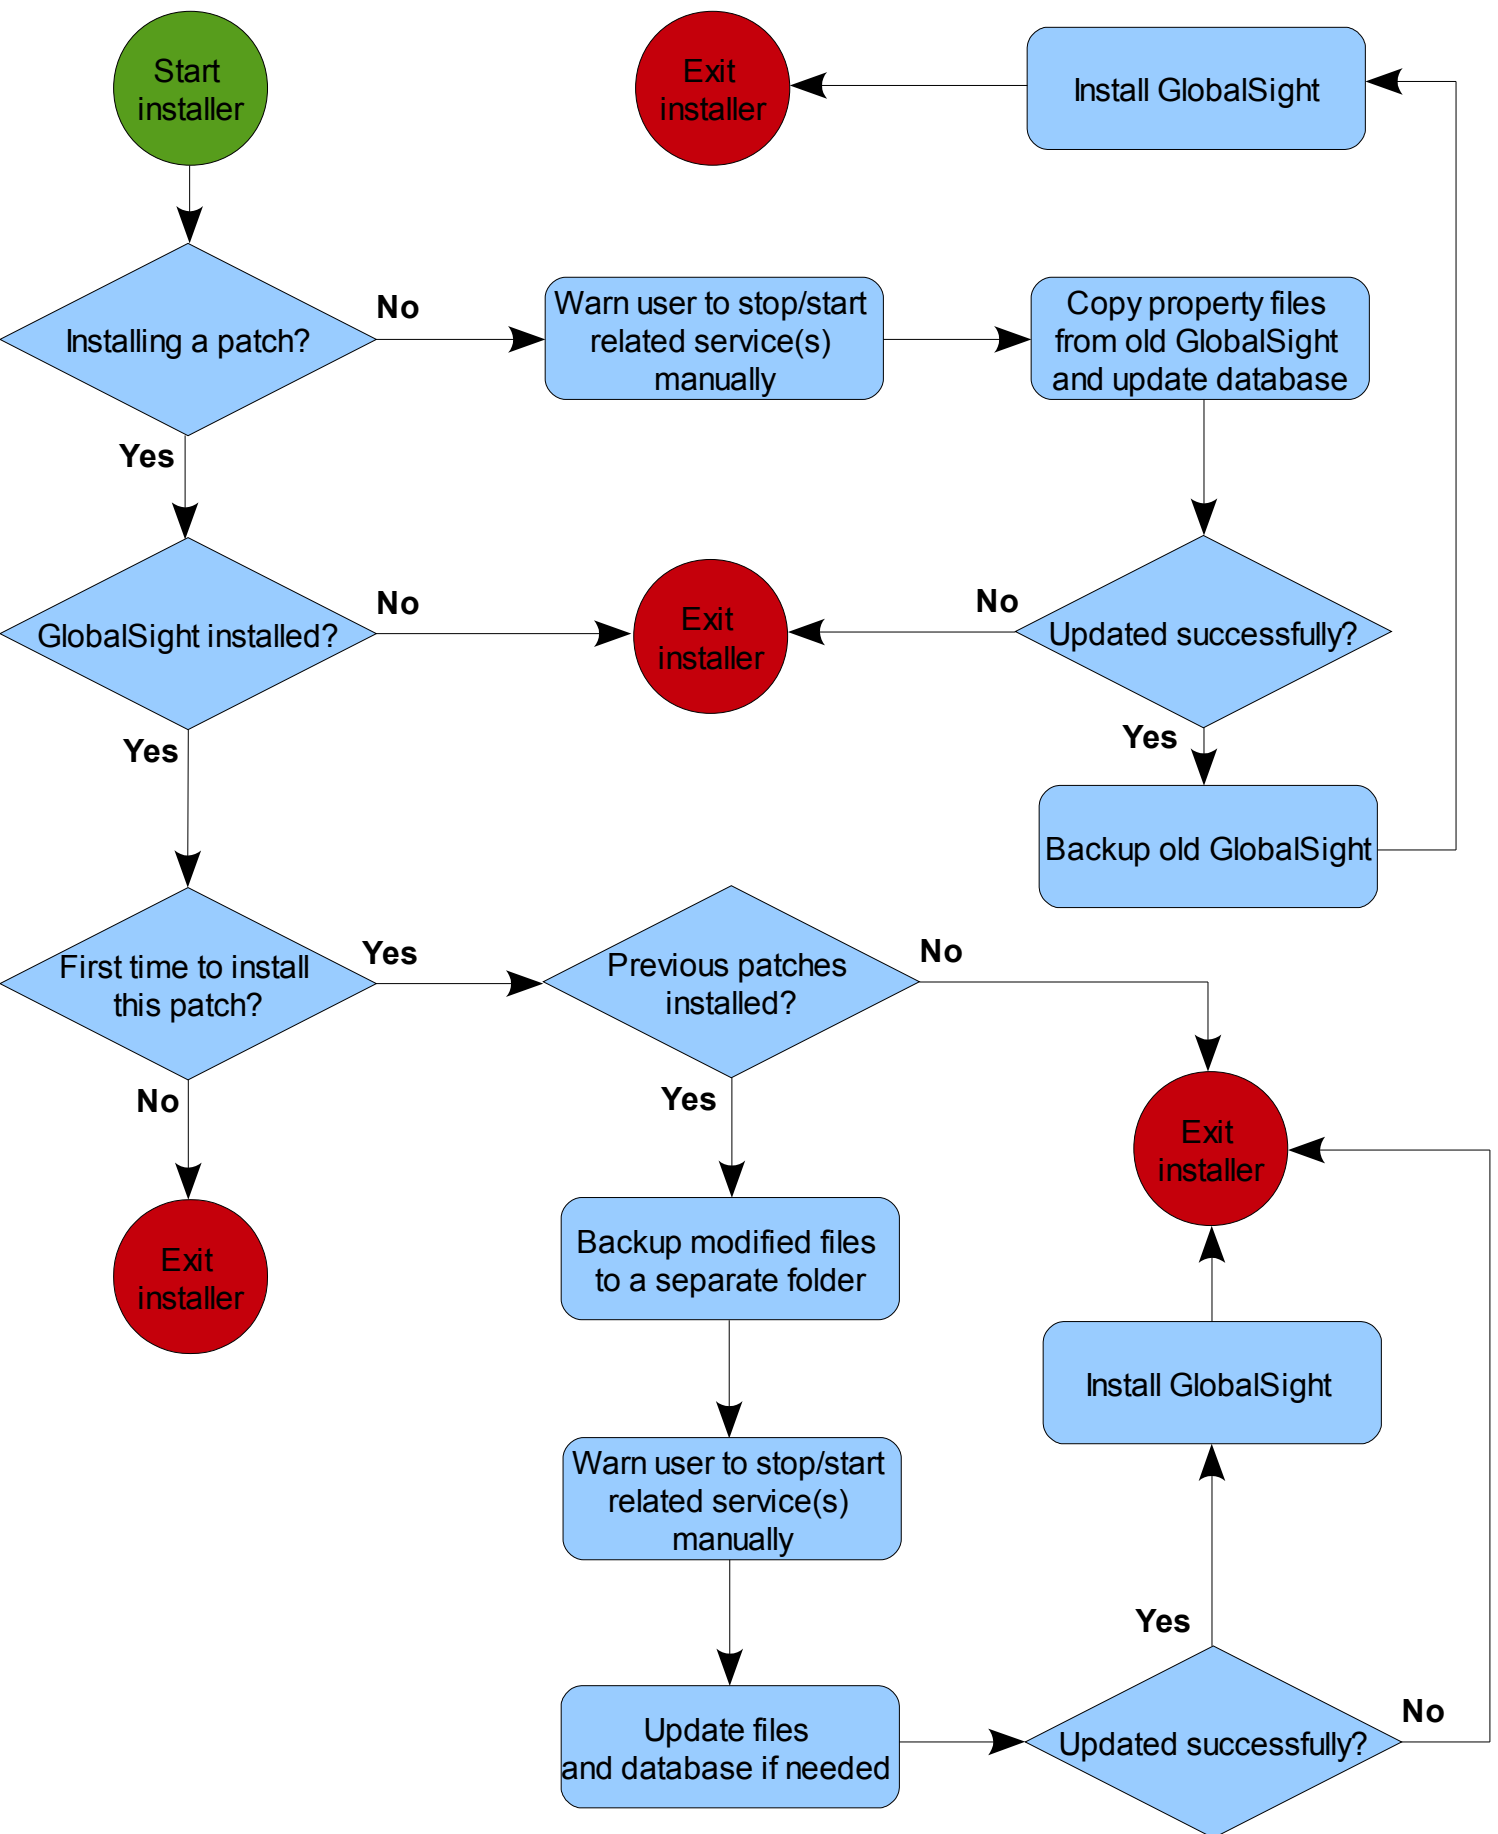 Start
installer
Exit
installer
Install GlobalSight
Installing a patch?
No
Warn user to stop/start
related service(s)
manually
Copy property files
from old GlobalSight
and update database
Yes
GlobalSight installed?
No
Exit
installer
No
Updated successfully?
Yes
Yes
Backup old GlobalSight
First time to install
this patch?
Yes
Previous patches
installed?
No
No
Yes
Exit
installer
Exit
installer
Backup modified files
to a separate folder
Install GlobalSight
Warn user to stop/start
related service(s)
manually
Yes
Update files
and database if needed
Updated successfully?
No